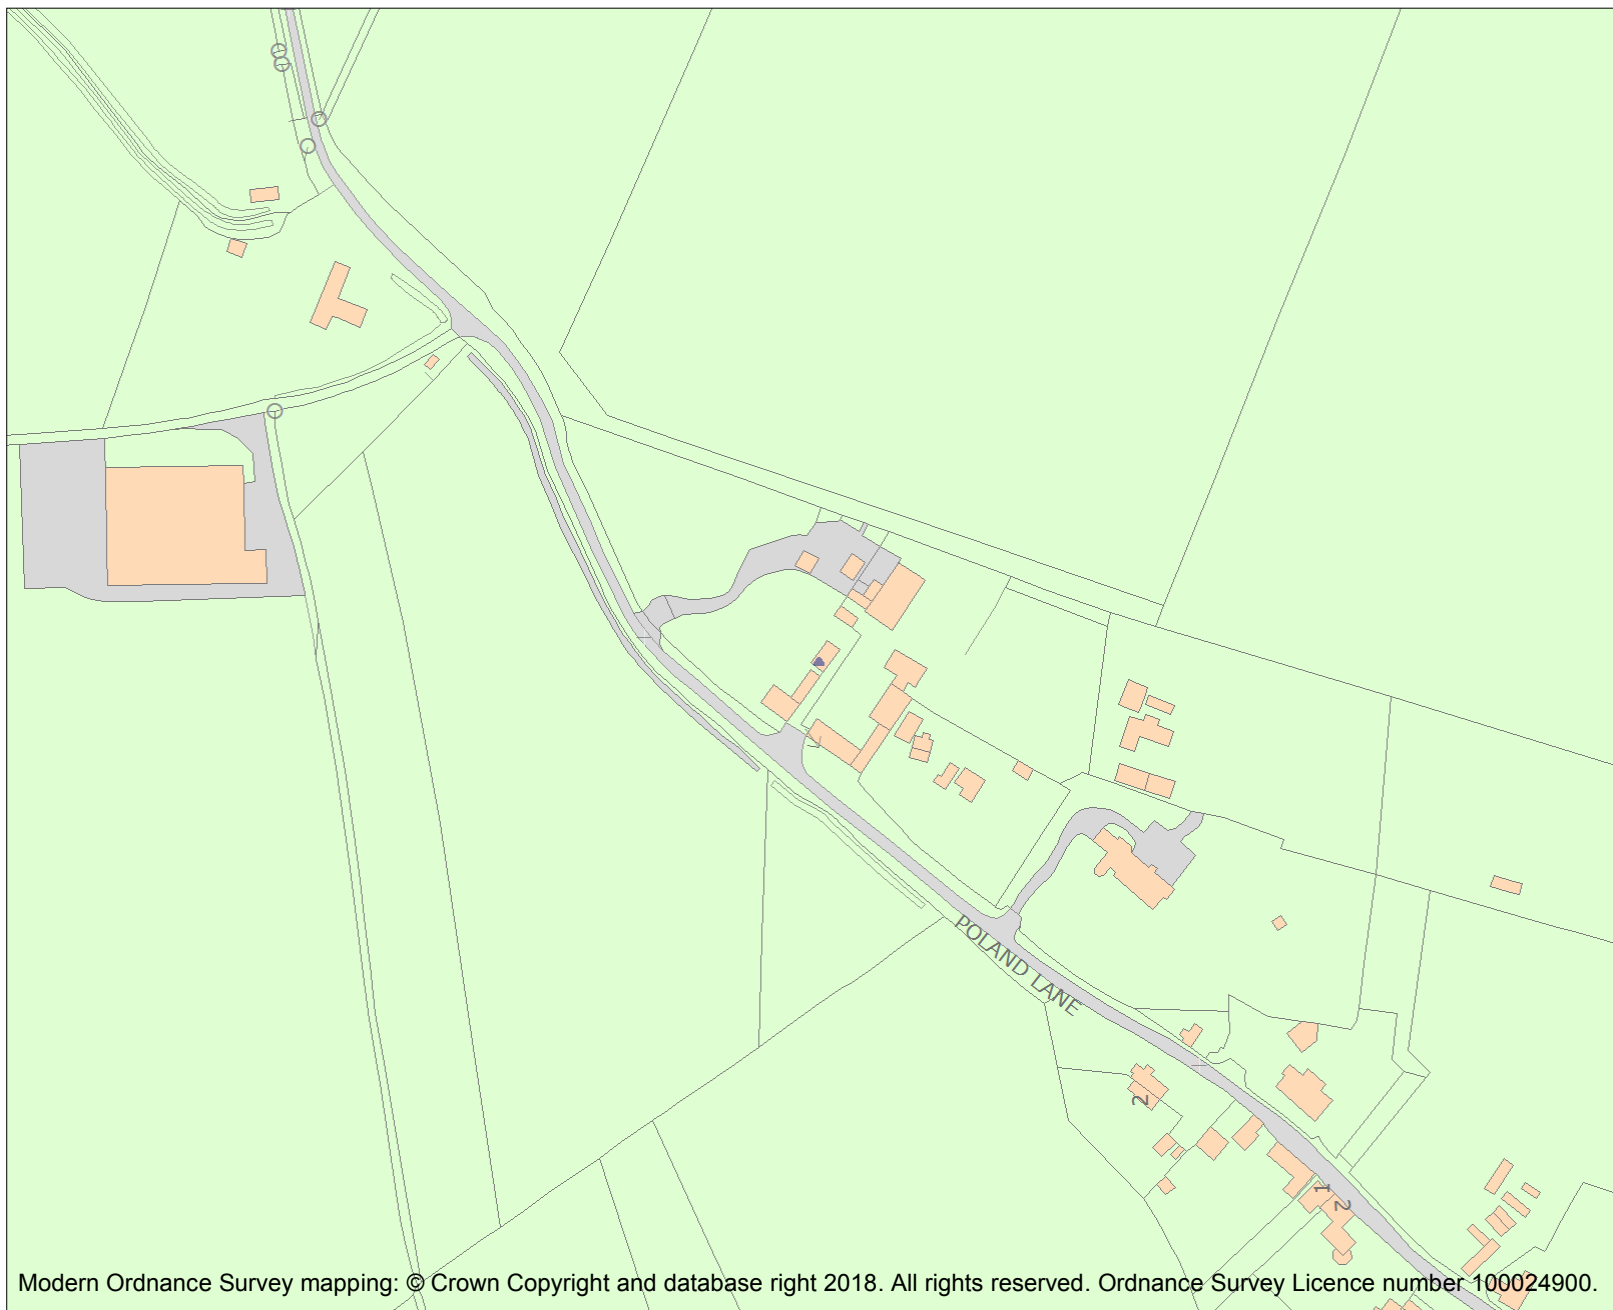 POLAND LANE
2
1
2
Modern Ordnance Survey mapping: © Crown Copyright and database right 2018. All rights reserved. Ordnance Survey Licence number 100024900.